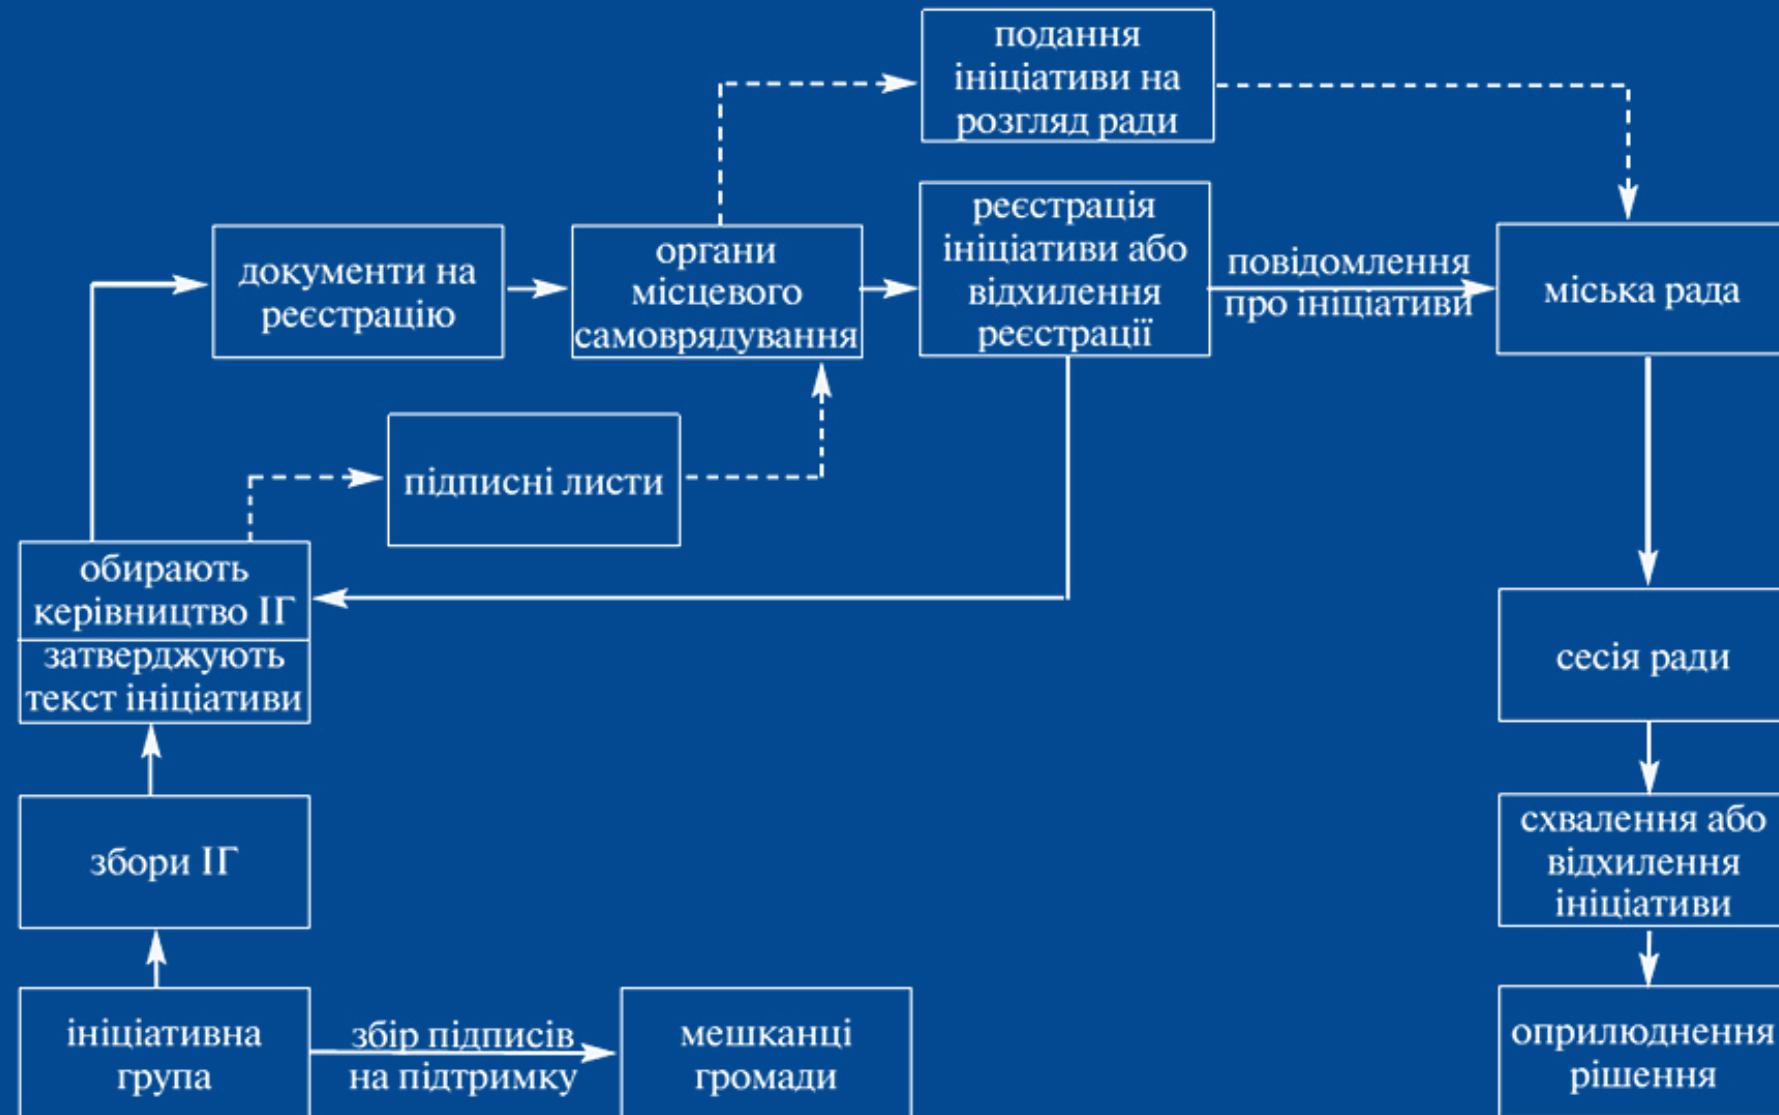 подання
ініціативи на
розгляд ради
документи на
реєстрацію
органи
місцевого
самоврядування
реєстрація
ініціативи або
відхилення
реєстрації
повідомлення
про ініціативи
міська рада
підписні листи
обирають
керівництво ІГ
затверджують
текст ініціативи
сесія ради
збори ІГ
схвалення або
відхилення
ініціативи
ініціативна
група
збір підписів
на підтримку
мешканці
громади
оприлюднення
рішення